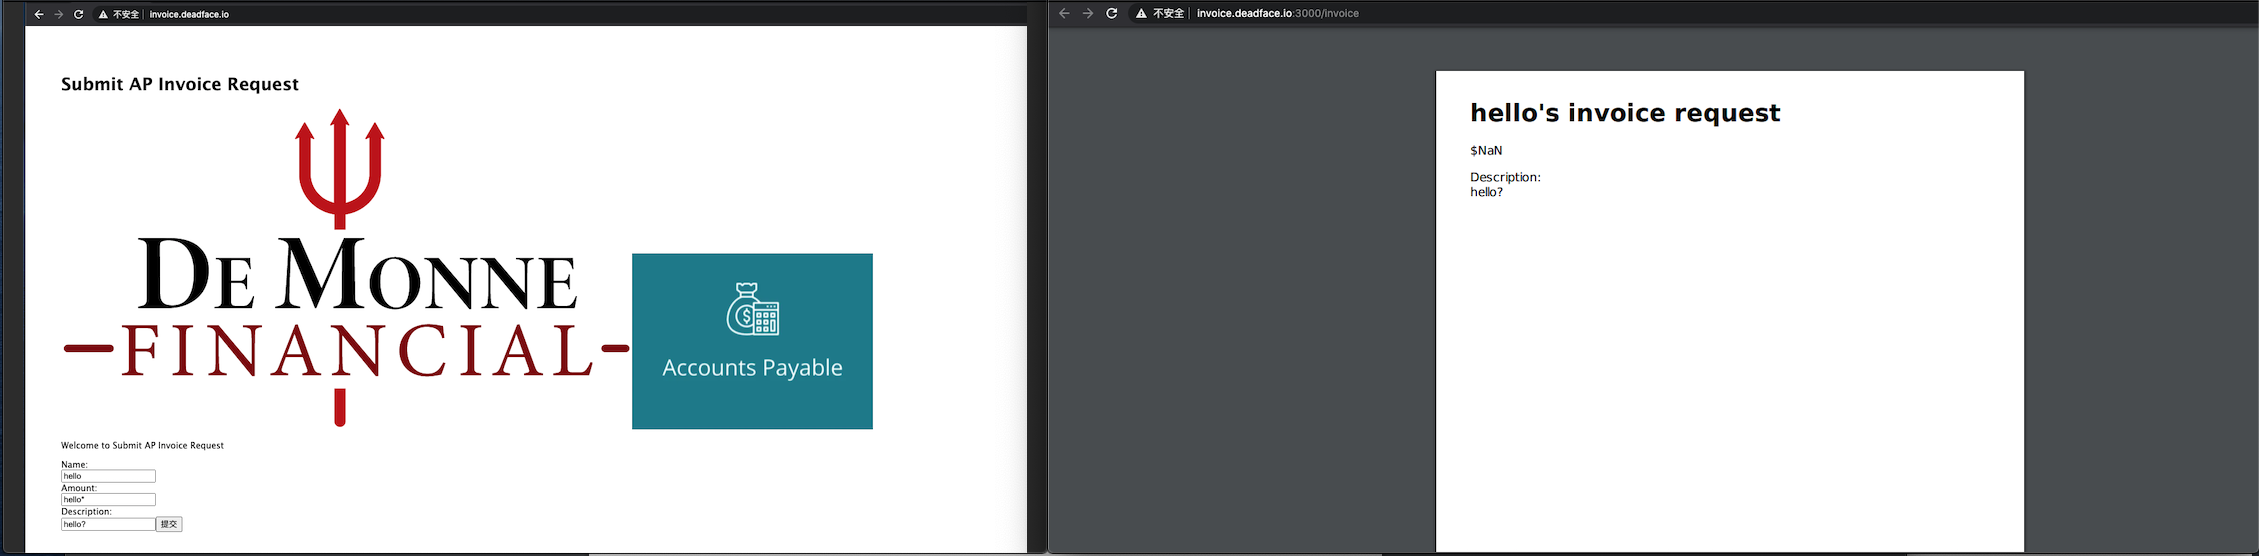 不安全 invoice.deadface.io
Submit AP Invoice Request
DE MONNE
FINANCIAL
$
Accounts Payable
Welcome to Submit AP Invoice Request
Name:
hello
Amount:
hello*
Description:
hello? 提交
不安全 invoice.deadface.io:3000/invoice
hello's invoice request
$NaN
Description:
hello?